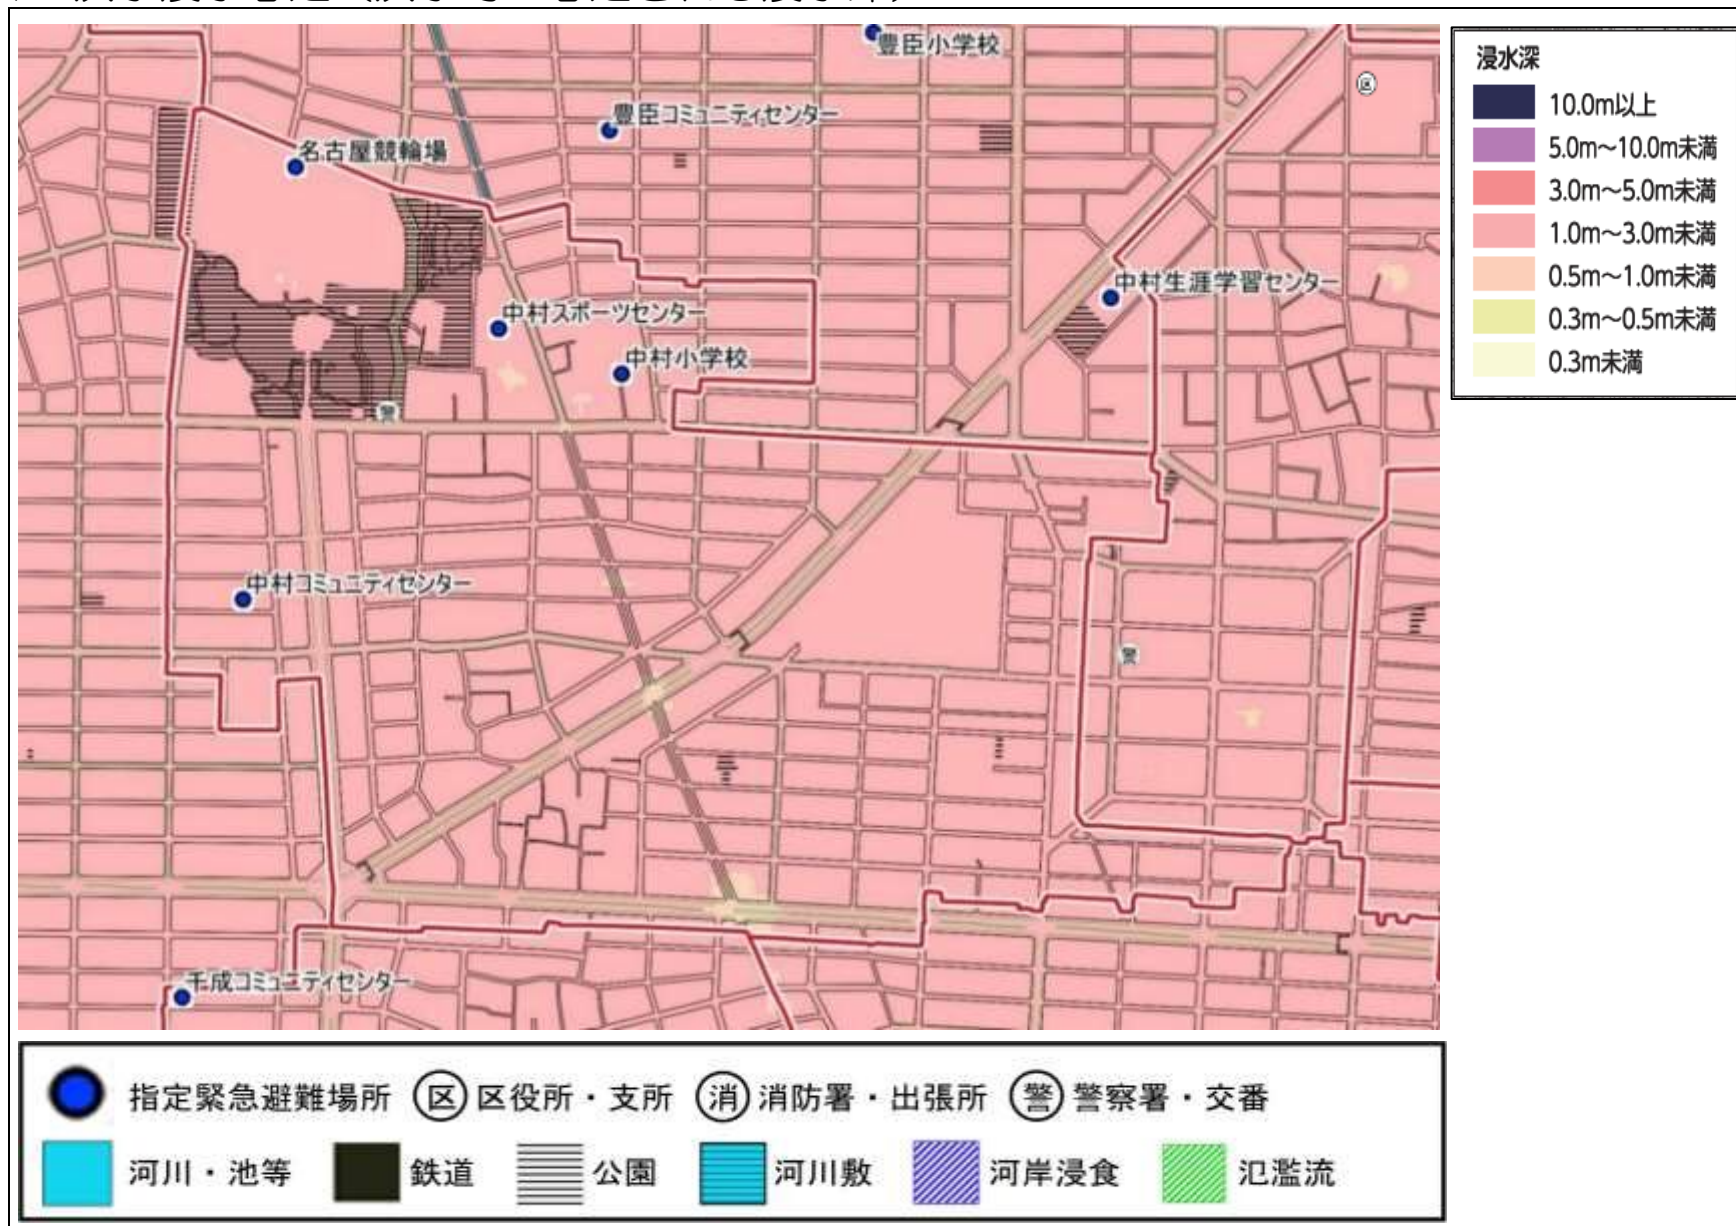 豊臣小学校
区
浸水深
10.0m以上
豊臣コミュニティセンター
5.0m～10.0m未満
名古屋競輪場
3.0m～5.0m未満
1.0m～3.0m未満
中村生涯学習センター
0.5m～1.0m未満
中村スポーツセンター
0.3m～0.5m未満
中村小学校
0.3m未満
警
中村コミュニティセンター
警
千成コミュニティセンター
指定緊急避難場所 区 区役所・支所 消 消防署・出張所 警 警察署・交番
河川・池等 鉄道 公園 河川敷 河岸浸食 氾濫流